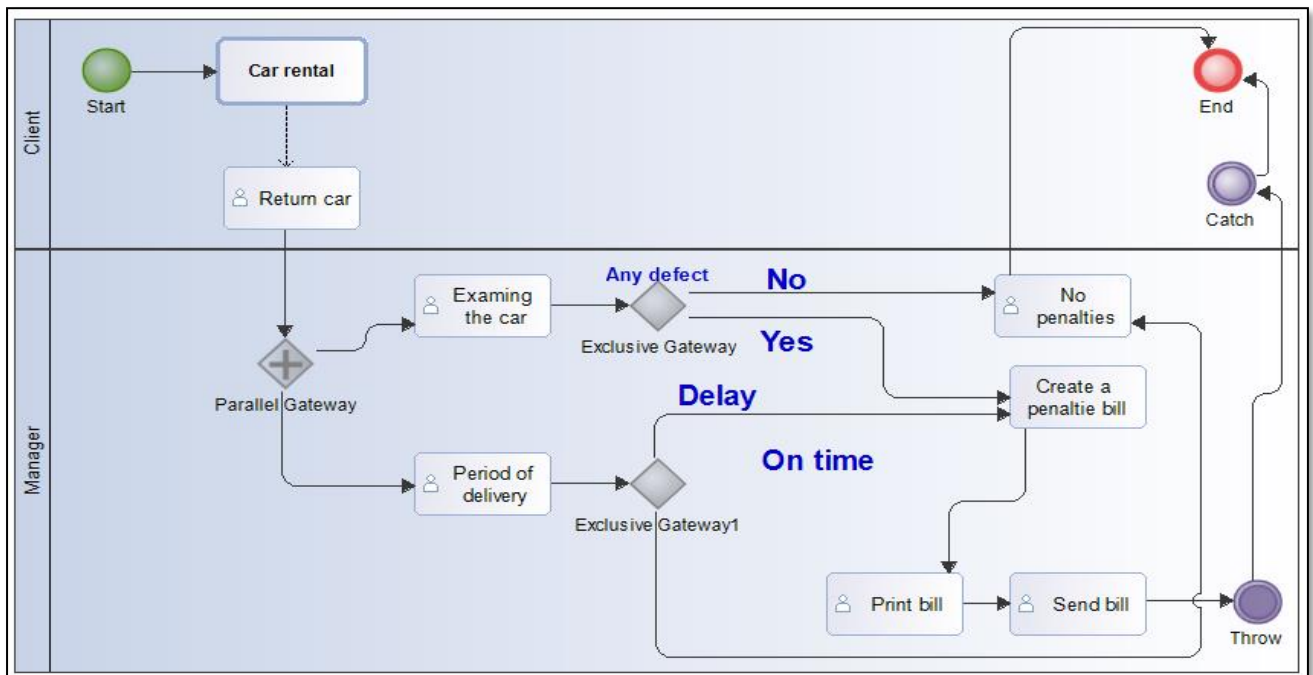 Client
Start
Car rental
Return car
End
Catch
Manager
Parallel Gateway
Examing
the car
Any defect
Exclusive Gateway
No
Yes
No
penalties
Delay
Create a
penaltie bill
On time
Period of
delivery
Exclusive Gateway1
Print bill
Send bill
Throw